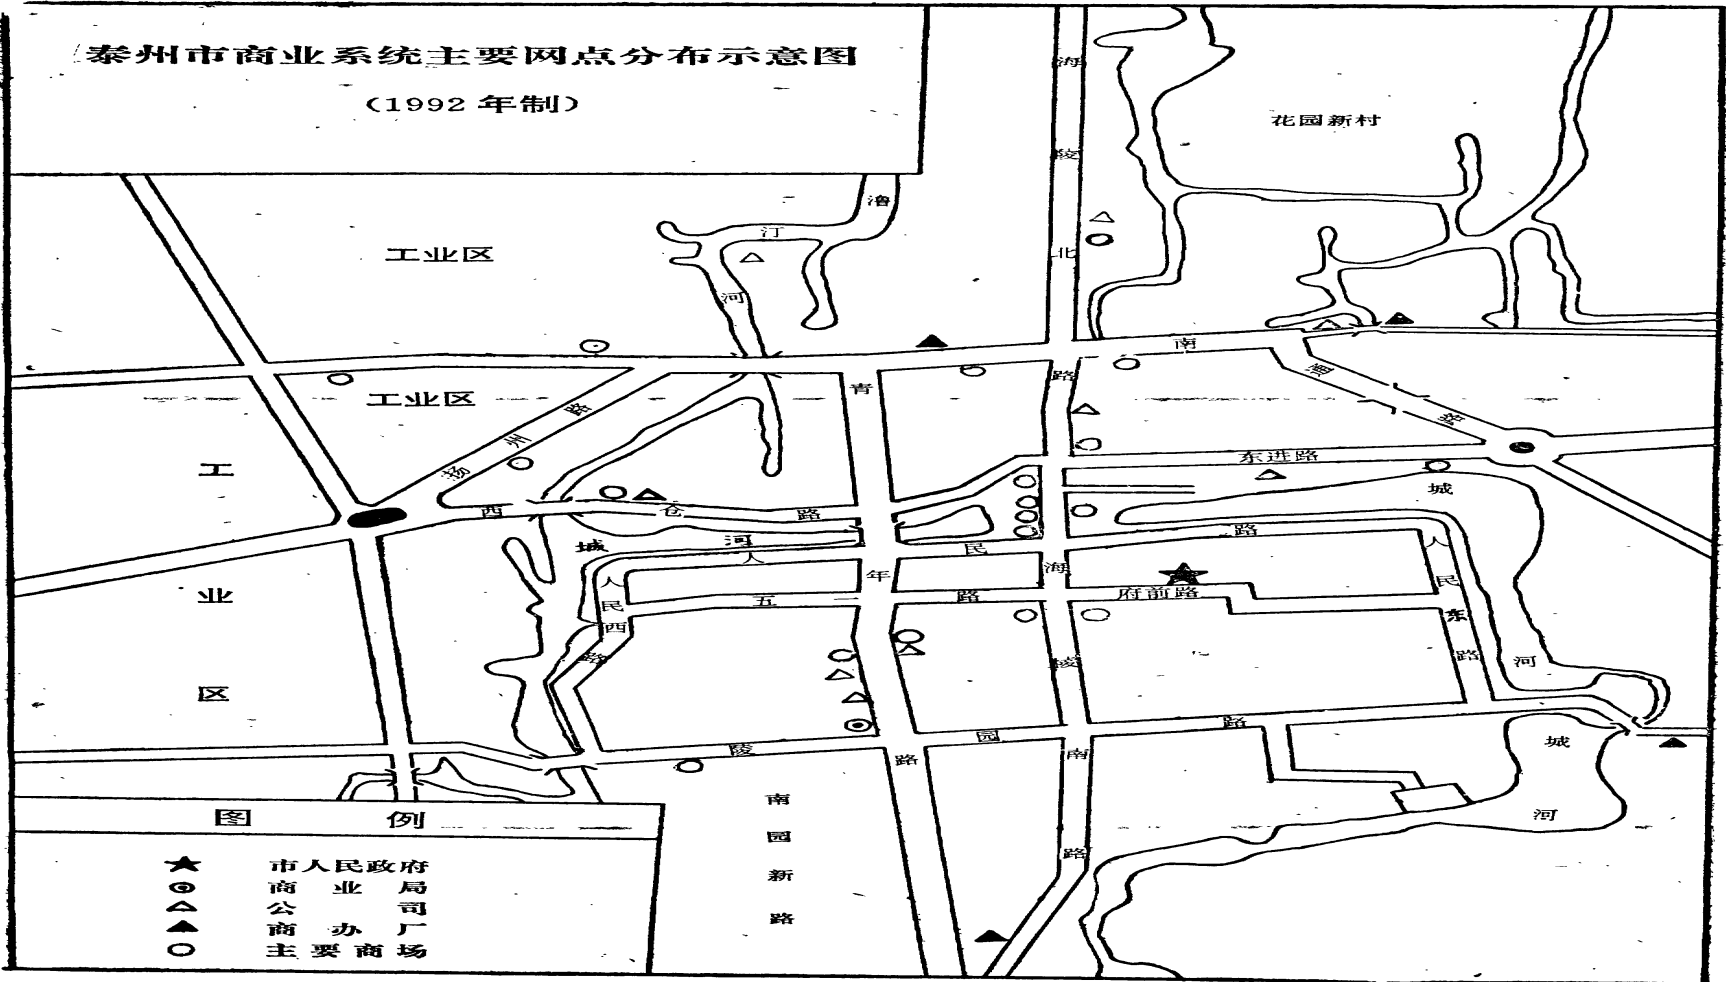 泰州市商业系统主要网点分布示意图
(1992年制)
花园新村
工业区
工业区
工业区
海陵北路
汀河
南通路
扬州路
青年路
西仓路
东进路
城河
城河
人民路
人民西路
人民东路
五一路
府前路
海陵南路
陵园路
城河
南园新路
图例
市人民政府
商业局
公司
商办厂
主要商场